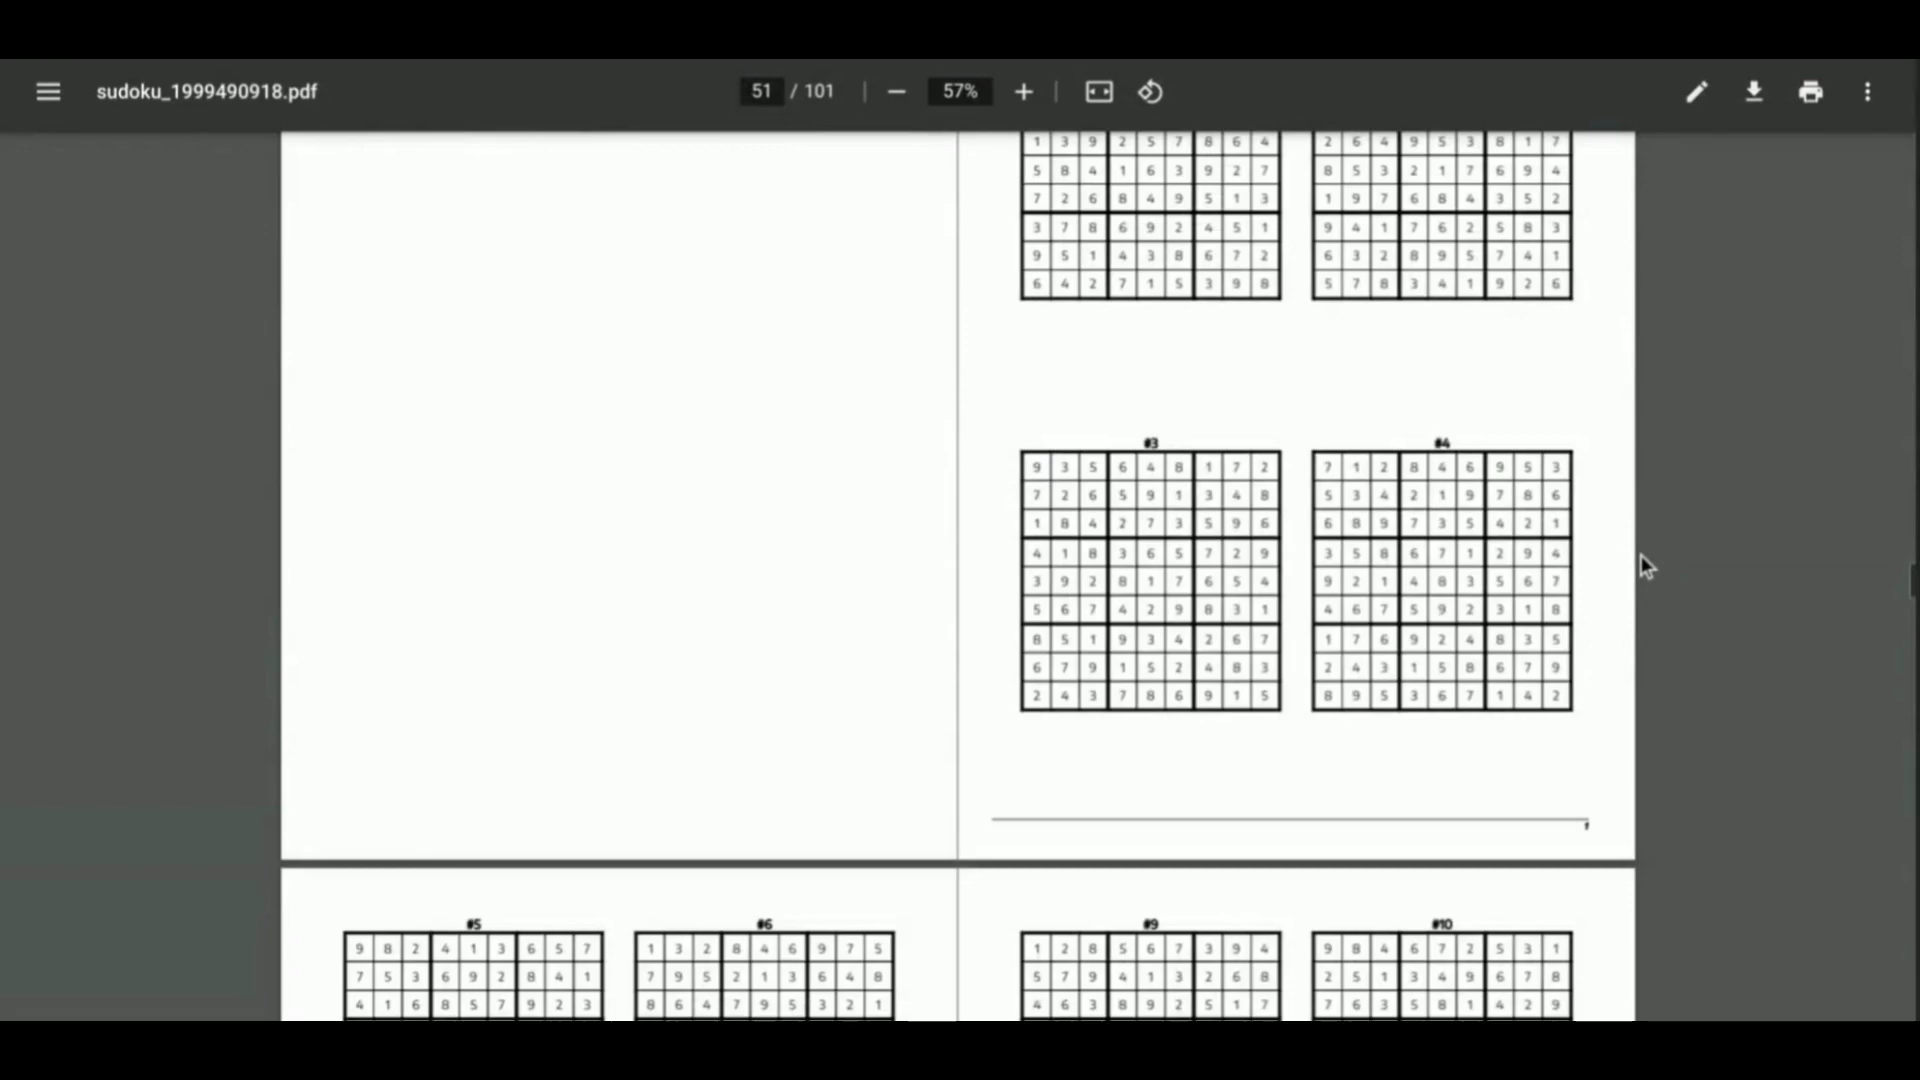 sudoku_1999490918.pdf
51 / 101
57%
1 3 9 2 5 7 8 6 4
5 8 4 1 6 3 9 2 7
7 2 6 8 4 9 5 1 3
3 7 8 6 9 2 4 5 1
9 5 1 4 3 8 6 7 2
6 4 2 7 1 5 3 9 8
2 6 4 9 5 3 8 1 7
8 5 3 2 1 7 6 9 4
1 9 7 6 8 4 3 5 2
9 4 1 7 6 2 5 8 3
6 3 2 8 9 5 7 4 1
5 7 8 3 4 1 9 2 6
#3
9 3 5 6 4 8 1 7 2
7 2 6 5 9 1 3 4 8
1 8 4 2 7 3 5 9 6
4 1 8 3 6 5 7 2 9
3 9 2 8 1 7 6 5 4
5 6 7 4 2 9 8 3 1
8 5 1 9 3 4 2 6 7
6 7 9 1 5 2 4 8 3
2 4 3 7 8 6 9 1 5
#4
7 1 2 8 4 6 9 5 3
5 3 4 2 1 9 7 8 6
6 8 9 7 3 5 4 2 1
3 5 8 6 7 1 2 9 4
9 2 1 4 8 3 5 6 7
4 6 7 5 9 2 3 1 8
1 7 6 9 2 4 8 3 5
2 4 3 1 5 8 6 7 9
8 9 5 3 6 7 1 4 2
#5
9 8 2 4 1 3 6 5 7
7 5 3 6 9 2 8 4 1
4 1 6 8 5 7 9 2 3
#6
1 3 2 8 4 6 9 7 5
7 9 5 2 1 3 6 4 8
8 6 4 7 9 5 3 2 1
#9
1 2 8 5 6 7 3 9 4
5 7 9 4 1 3 2 6 8
4 6 3 8 9 2 5 1 7
#10
9 8 4 6 7 2 5 3 1
2 5 1 3 4 9 6 7 8
7 6 3 5 8 1 4 2 9